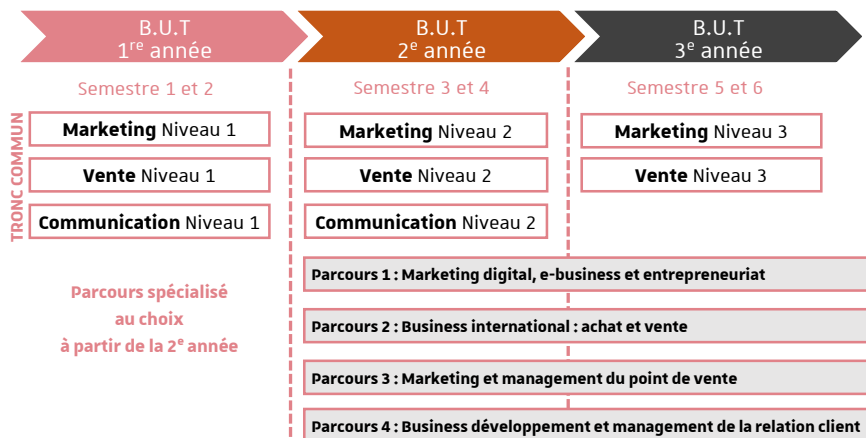 B.U.T
1re année
B.U.T
2e année
B.U.T
3e année
Semestre 1 et 2
Semestre 3 et 4
Semestre 5 et 6
TRONC COMMUN
Marketing Niveau 1
Marketing Niveau 2
Marketing Niveau 3
Vente Niveau 1
Vente Niveau 2
Vente Niveau 3
Communication Niveau 1
Communication Niveau 2
Parcours spécialisé
au choix
à partir de la 2e année
Parcours 1 : Marketing digital, e-business et entrepreneuriat
Parcours 2 : Business international : achat et vente
Parcours 3 : Marketing et management du point de vente
Parcours 4 : Business développement et management de la relation client